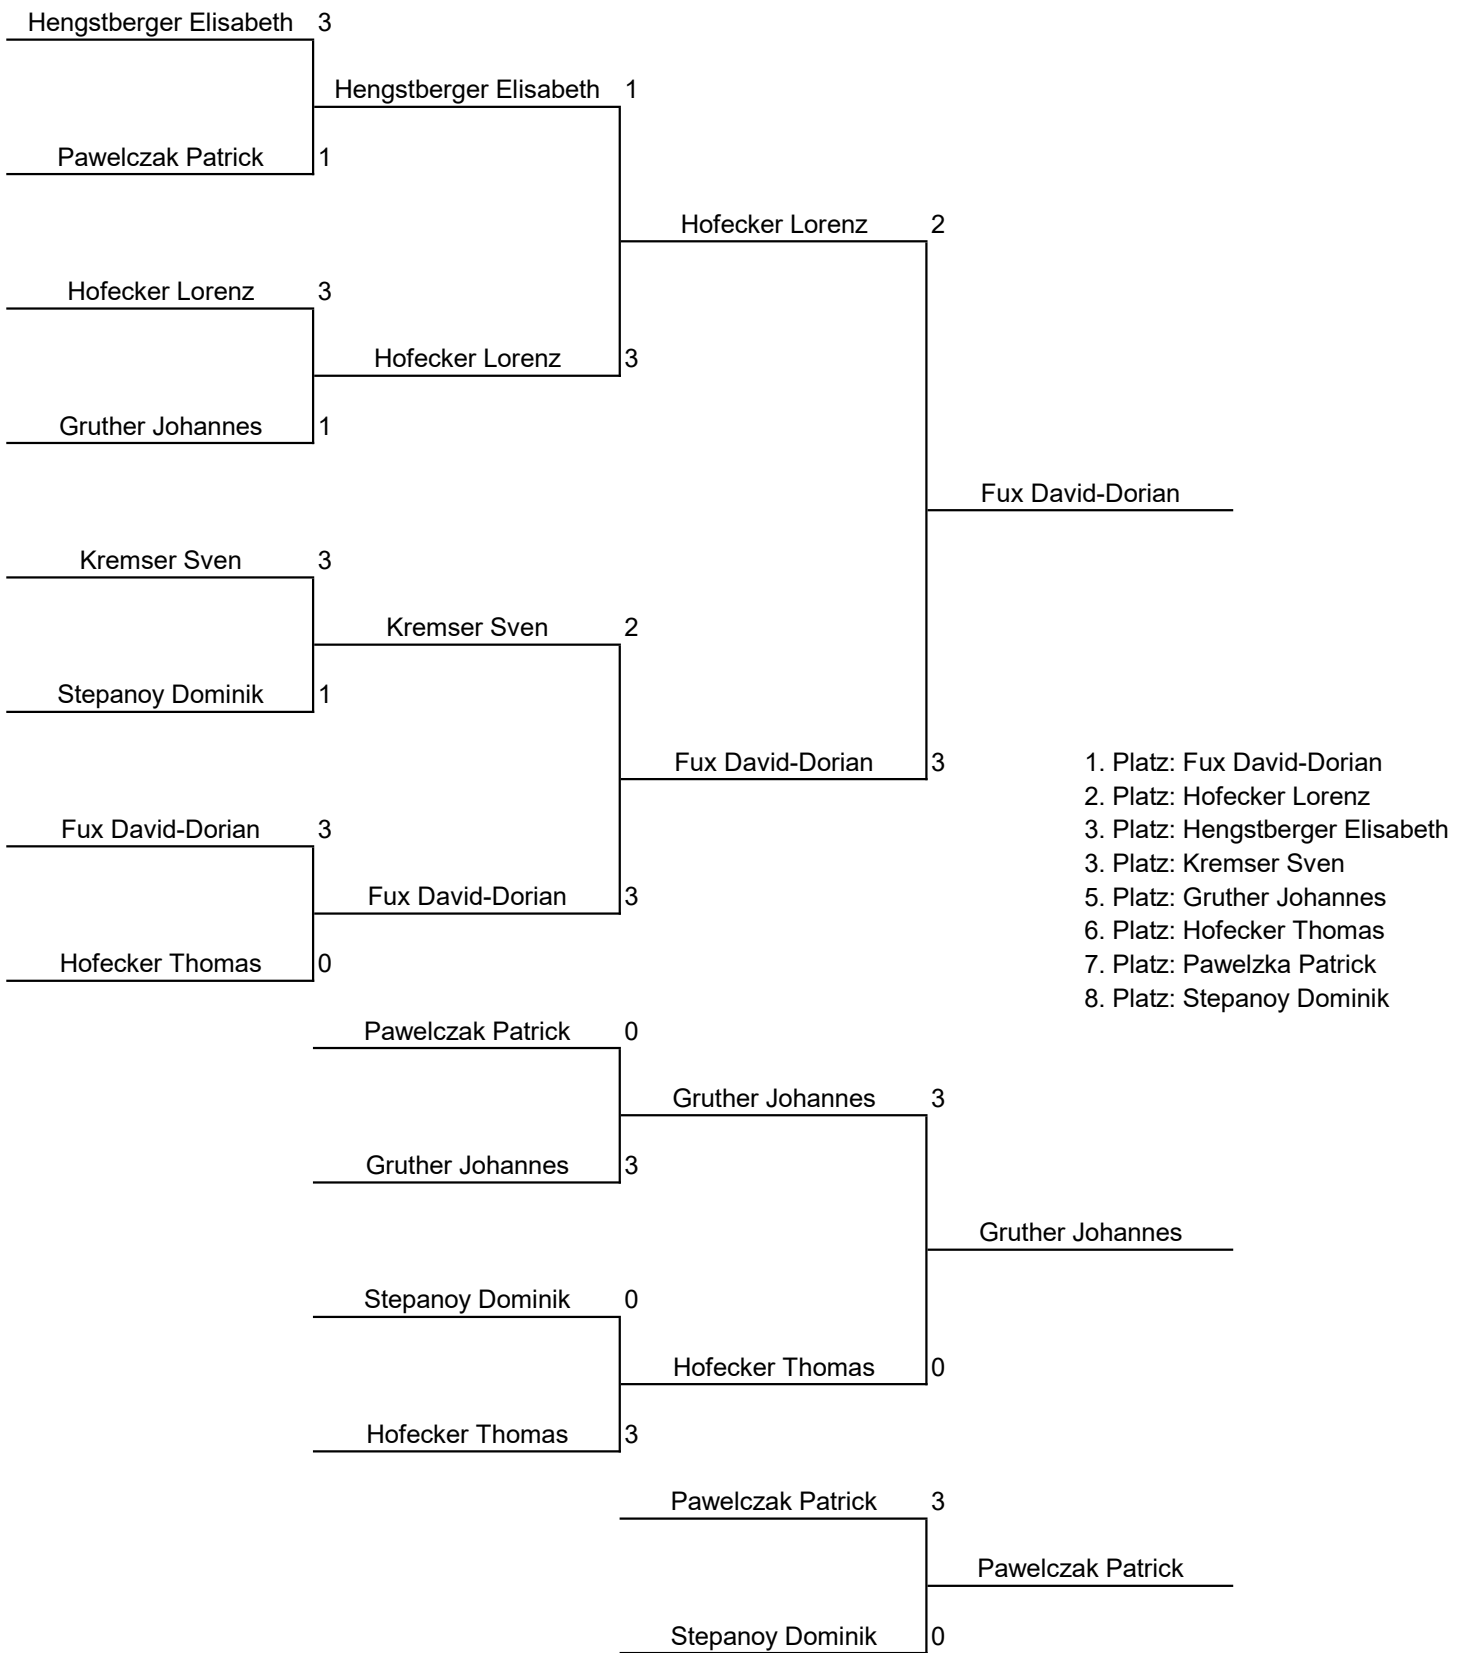 Hengstberger Elisabeth 3
Hengstberger Elisabeth 1
Pawelczak Patrick 1
Hofecker Lorenz 2
Hofecker Lorenz 3
Hofecker Lorenz 3
Gruther Johannes 1
Fux David-Dorian
Kremser Sven 3
Kremser Sven 2
Stepanoy Dominik 1
Fux David-Dorian 3
1. Platz: Fux David-Dorian
2. Platz: Hofecker Lorenz
3. Platz: Hengstberger Elisabeth
3. Platz: Kremser Sven
5. Platz: Gruther Johannes
6. Platz: Hofecker Thomas
7. Platz: Pawelzka Patrick
8. Platz: Stepanoy Dominik
Fux David-Dorian 3
Fux David-Dorian 3
Hofecker Thomas 0
Pawelczak Patrick 0
Gruther Johannes 3
Gruther Johannes 3
Gruther Johannes
Stepanoy Dominik 0
Hofecker Thomas 0
Hofecker Thomas 3
Pawelczak Patrick 3
Pawelczak Patrick
Stepanoy Dominik 0